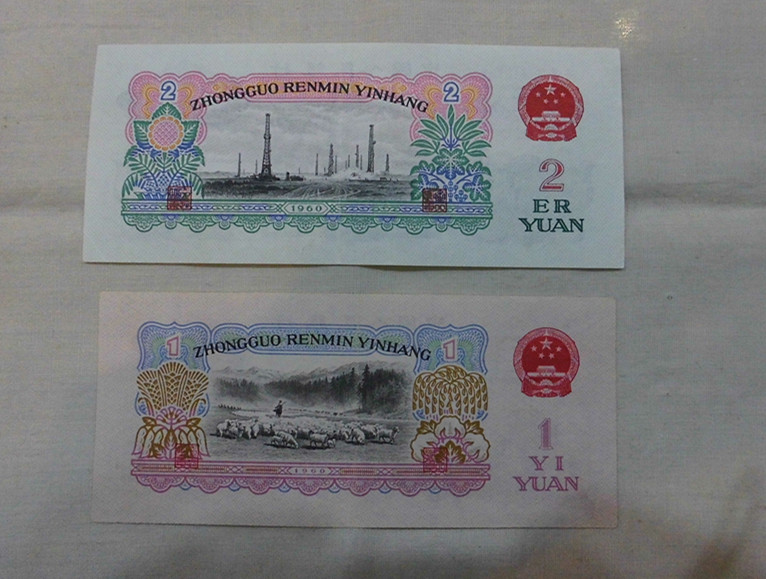 2 ZHONGGUO RENMIN YINHANG 2
1960
2
ER
YUAN
1 ZHONGGUO RENMIN YINHANG 1
1960
1
YI
YUAN